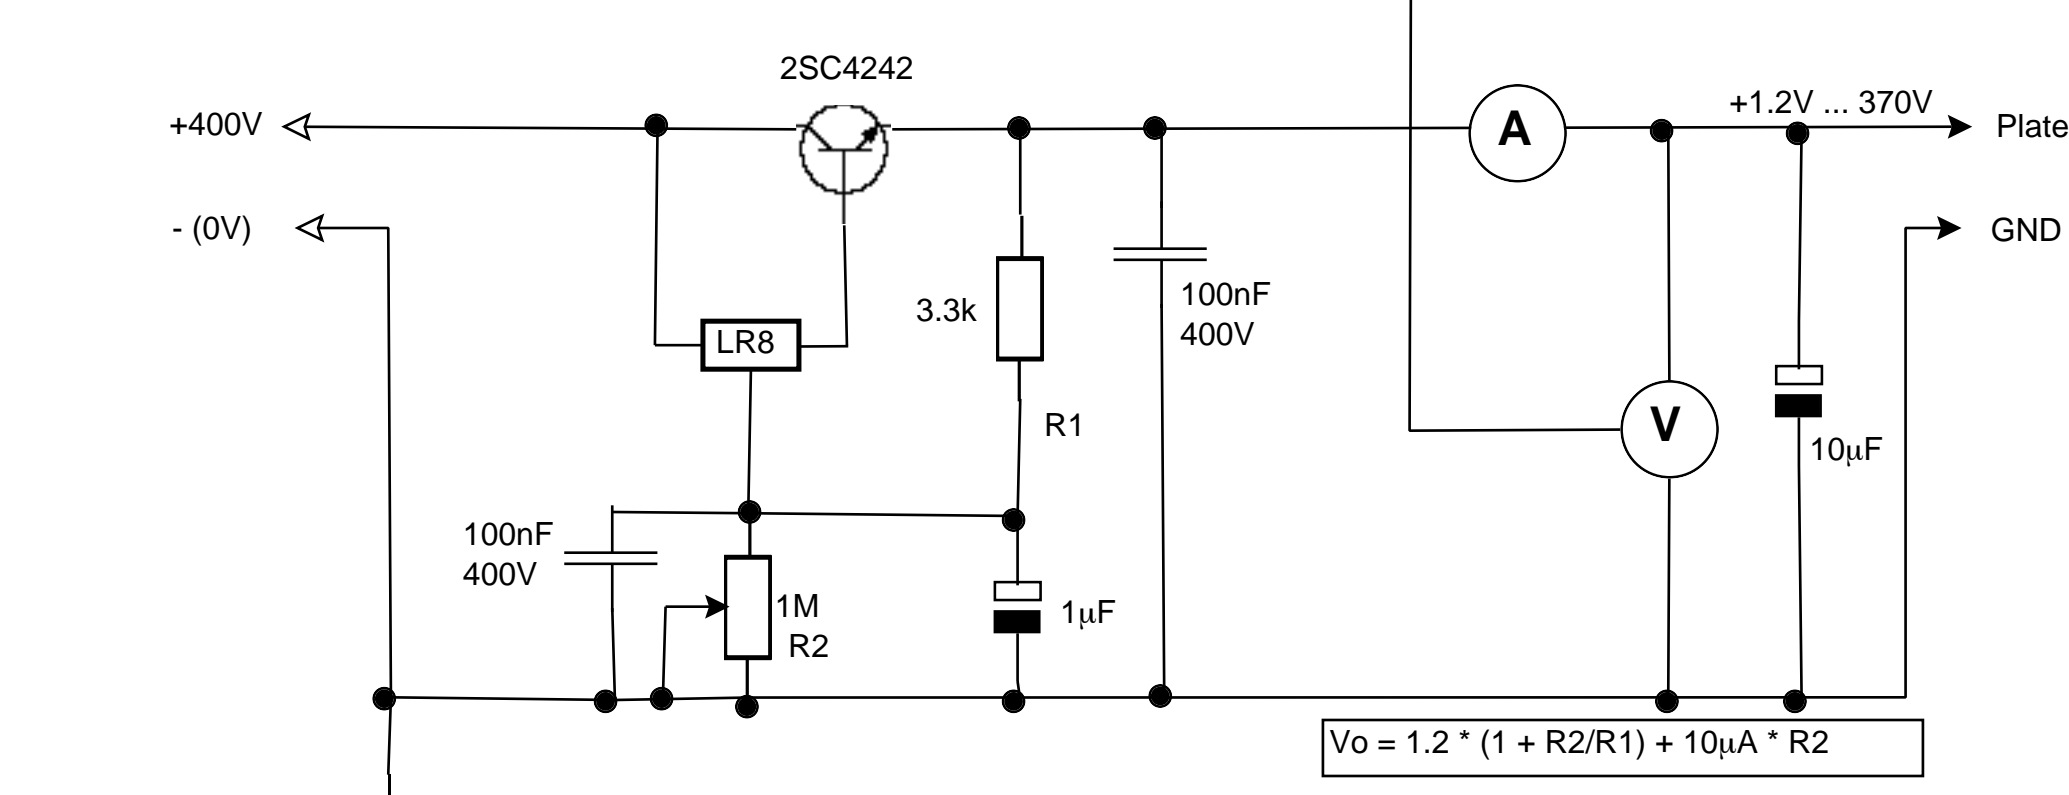 2SC4242
+400V
A
+1.2V ... 370V
Plate
- (0V)
GND
LR8
3.3k
100nF
400V
R1
V
10μF
100nF
400V
1M
R2
1μF
Vo = 1.2 * (1 + R2/R1) + 10μA * R2